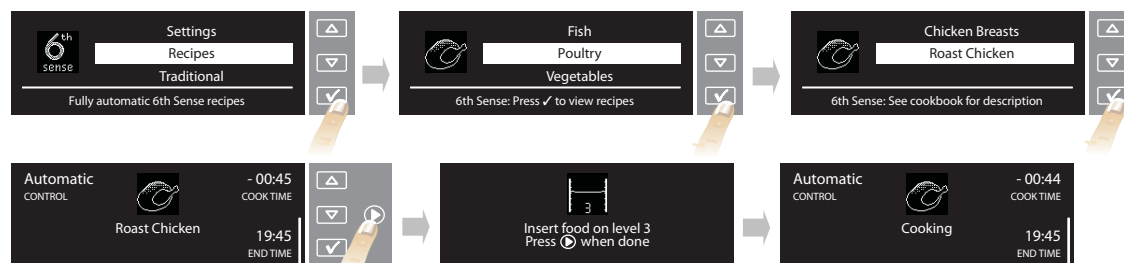 6th
sense
Settings
Recipes
Traditional
Fully automatic 6th Sense recipes
Fish
Poultry
Vegetables
6th Sense: Press ✓ to view recipes
Chicken Breasts
Roast Chicken
6th Sense: See cookbook for description
Automatic
CONTROL
- 00:45
COOK TIME
Roast Chicken
19:45
END TIME
3
Insert food on level 3
Press ▶ when done
Automatic
CONTROL
- 00:44
COOK TIME
Cooking
19:45
END TIME